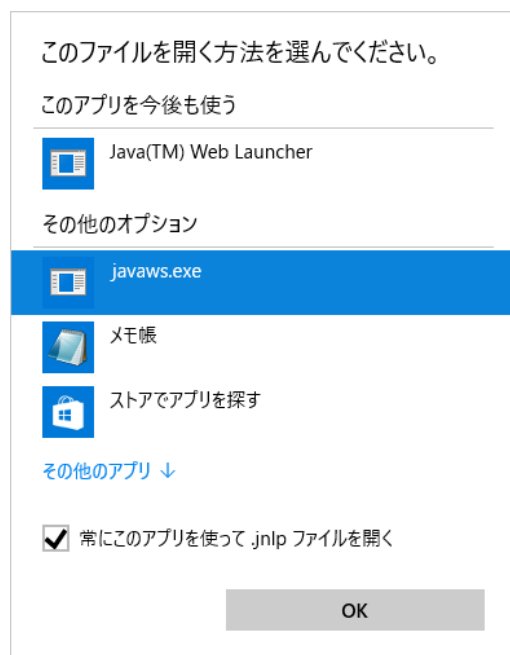 このファイルを開く方法を選んでください。
このアプリを今後も使う
Java(TM) Web Launcher
その他のオプション
javaws.exe
メモ帳
ストアでアプリを探す
その他のアプリ ↓
常にこのアプリを使って .jnlp ファイルを開く
OK